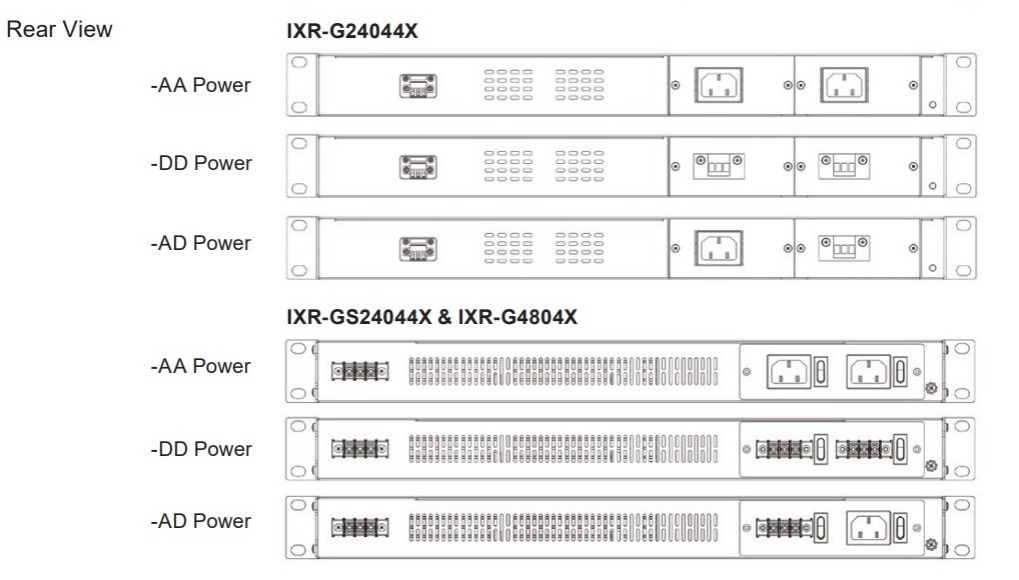 Rear View
IXR-G24044X
-AA Power
-DD Power
-AD Power
IXR-GS24044X & IXR-G4804X
-AA Power
-DD Power
-AD Power